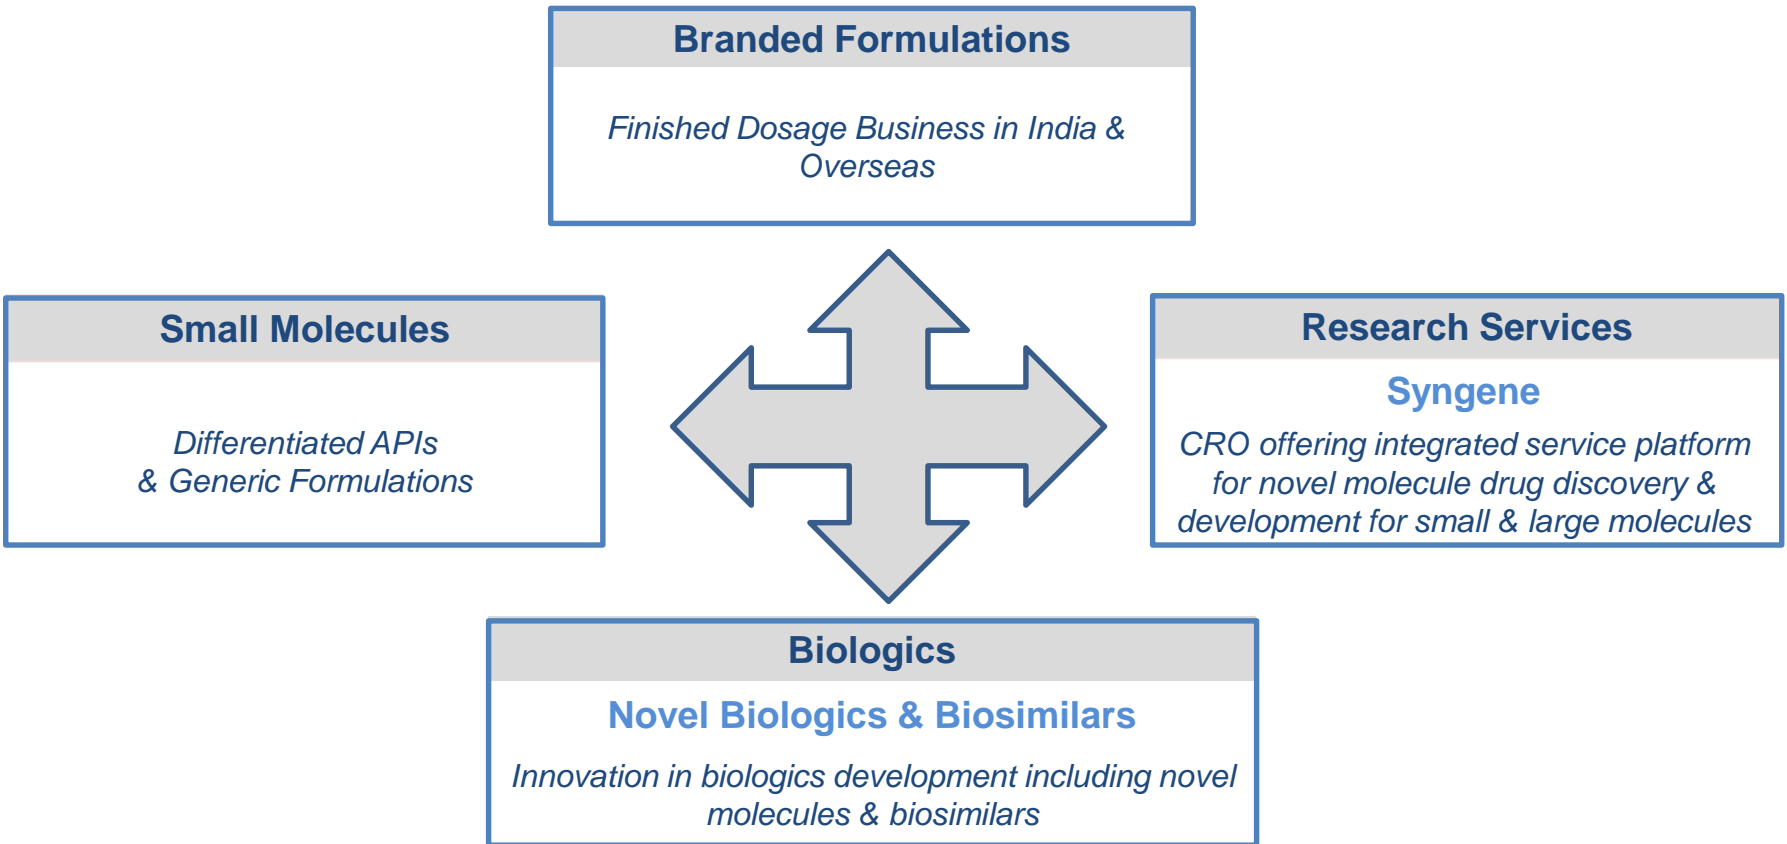 Branded Formulations
Finished Dosage Business in India &
Overseas
Small Molecules
Differentiated APIs
& Generic Formulations
Research Services
Syngene
CRO offering integrated service platform
for novel molecule drug discovery &
development for small & large molecules
Biologics
Novel Biologics & Biosimilars
Innovation in biologics development including novel
molecules & biosimilars